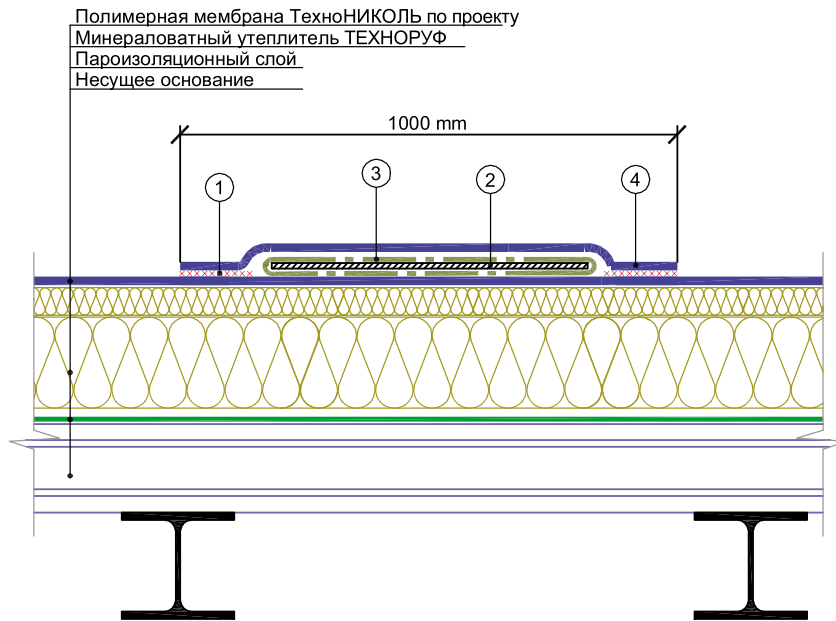 Полимерная мембрана ТехноНИКОЛЬ по проекту
Минераловатный утеплитель ТЕХНОРУФ
Пароизоляционный слой
Несущее основание
1000 mm
1
3
2
4